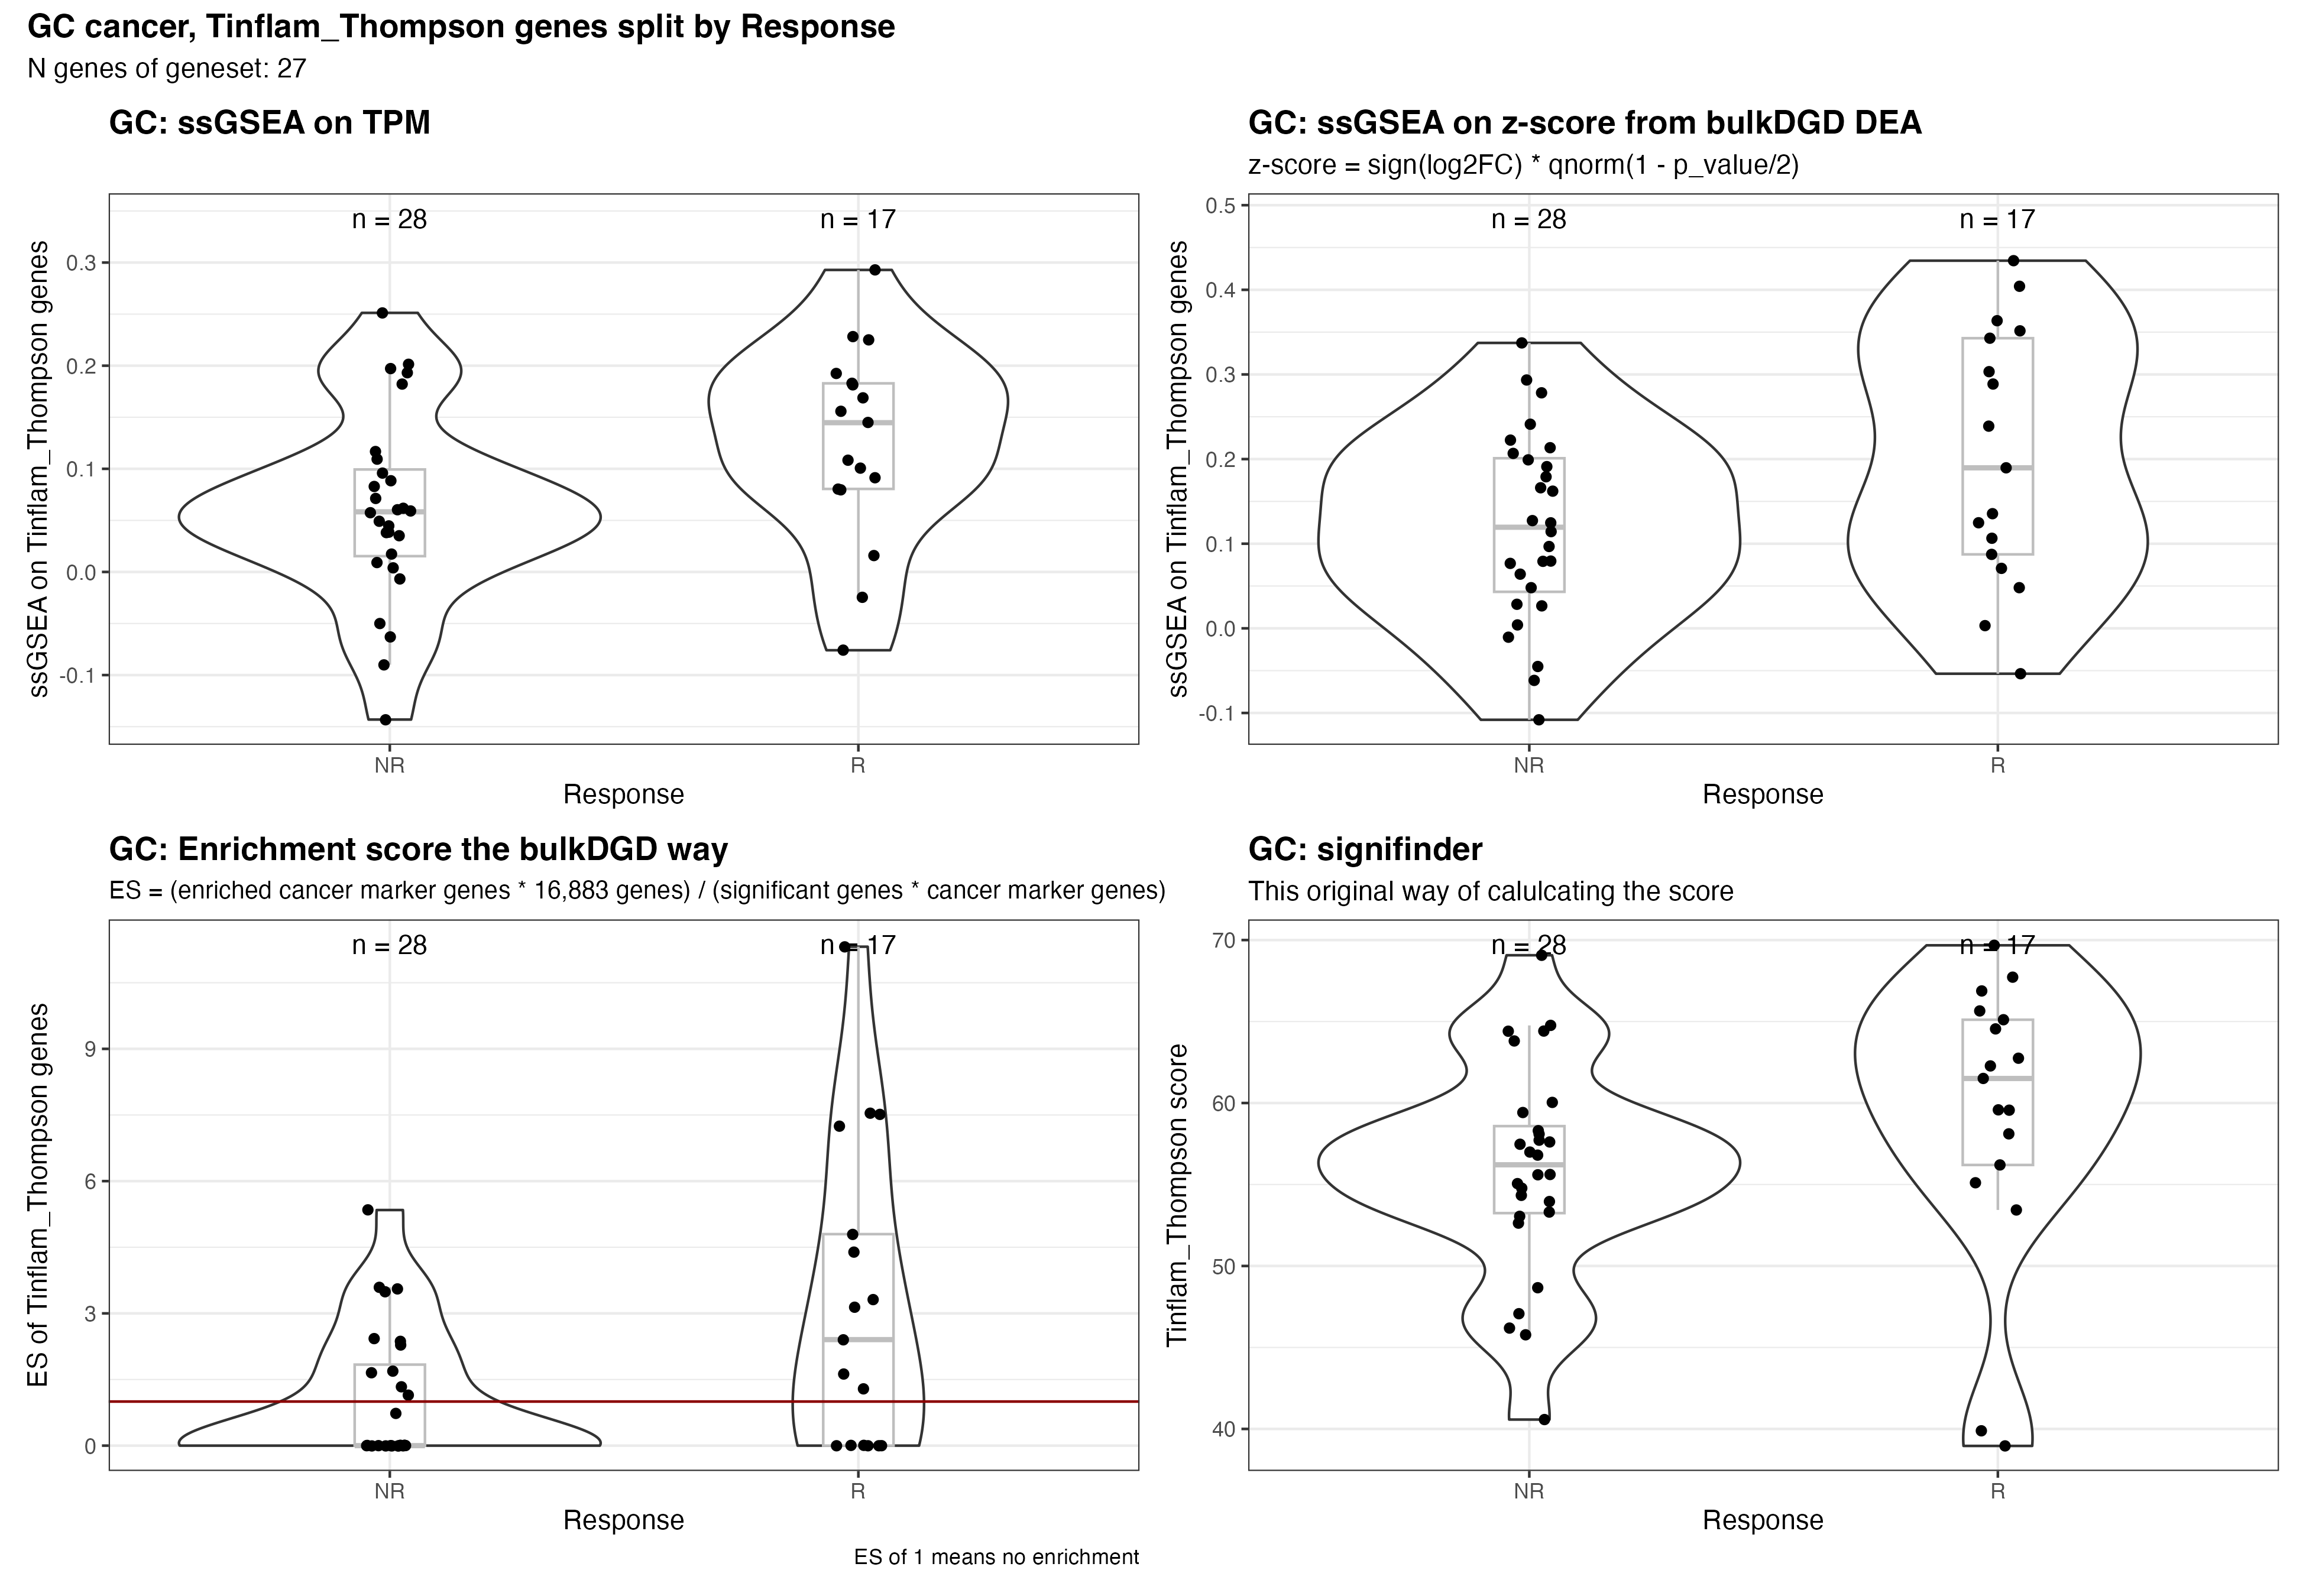 GC cancer, Tinflam_Thompson genes split by Response
N genes of geneset: 27
GC: ssGSEA on TPM
n = 28
n = 17
ssGSEA on Tinflam_Thompson genes
0.3
0.2
0.1
0.0
-0.1
NR
R
Response
GC: ssGSEA on z-score from bulkDGD DEA
z-score = sign(log2FC) * qnorm(1 - p_value/2)
n = 28
n = 17
ssGSEA on Tinflam_Thompson genes
0.5
0.4
0.3
0.2
0.1
0.0
-0.1
NR
R
Response
GC: Enrichment score the bulkDGD way
ES = (enriched cancer marker genes * 16,883 genes) / (significant genes * cancer marker genes)
n = 28
n = 17
ES of Tinflam_Thompson genes
9
6
3
0
NR
R
Response
ES of 1 means no enrichment
GC: signifinder
This original way of calulcating the score
n = 28
n = 17
Tinflam_Thompson score
70
60
50
40
NR
R
Response